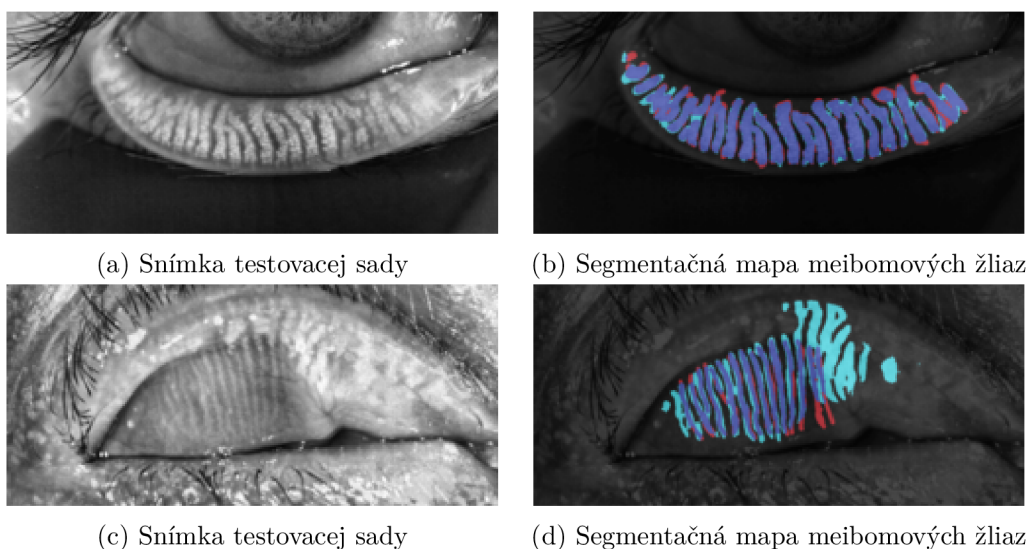 (a) Snímka testovacej sady
(b) Segmentačná mapa meibomových žliaz
(c) Snímka testovacej sady
(d) Segmentačná mapa meibomových žliaz